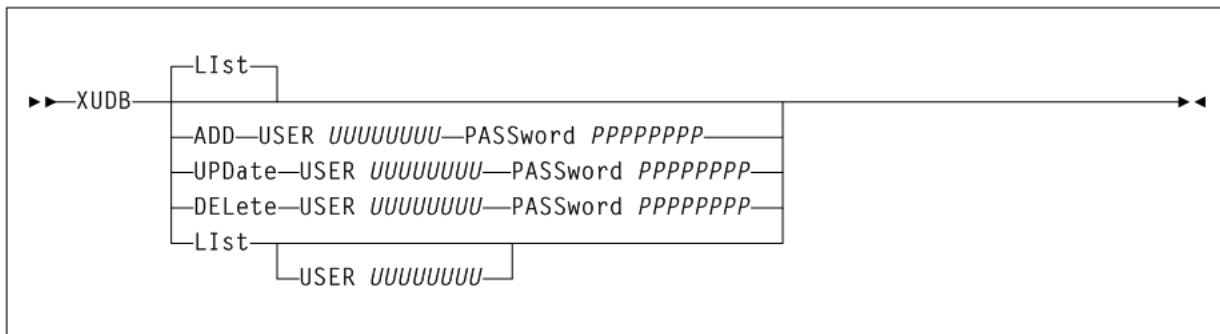 LIst
XUDB
ADD USER UUUUUUUU PASSword PPPPPPPP
UPDate USER UUUUUUUU PASSword PPPPPPPP
DELete USER UUUUUUUU PASSword PPPPPPPP
LIst
USER UUUUUUUU